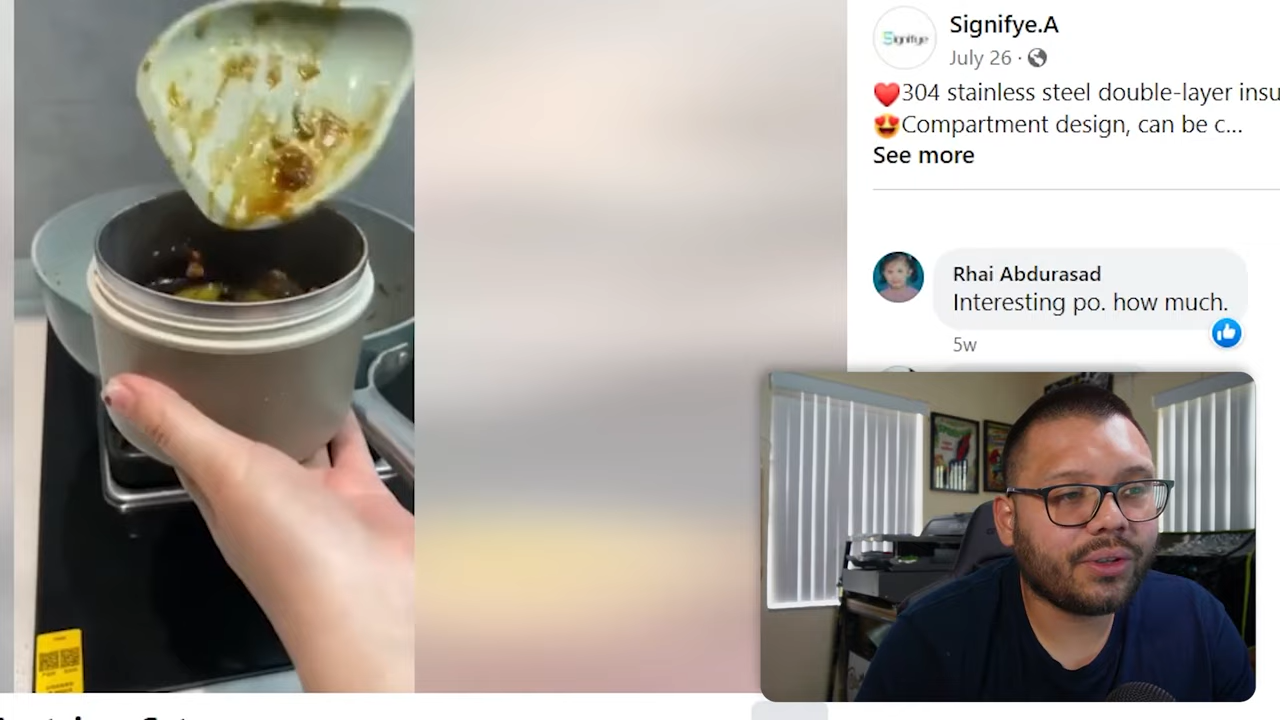 Signifye
Signifye.A
July 26 ·
❤️304 stainless steel double-layer insu
😍Compartment design, can be c...
See more
Rhai Abdurasad
Interesting po. how much.
5w